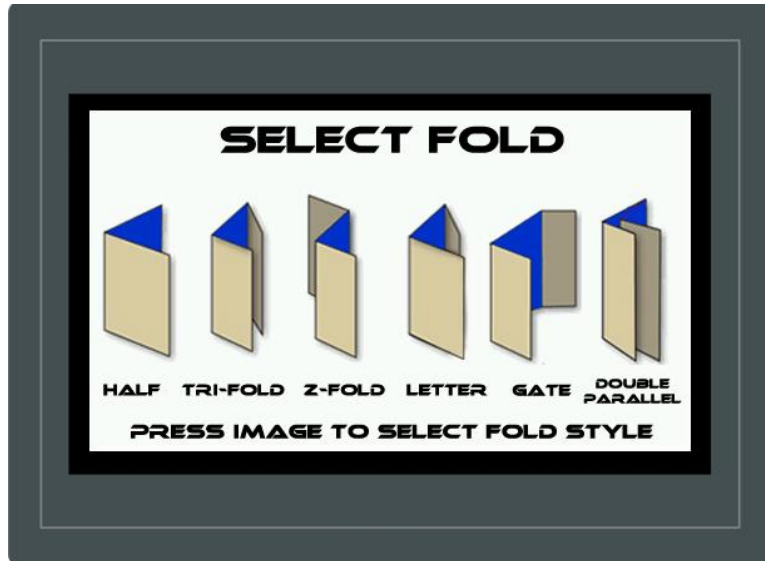 SELECT FOLD
HALF TRI-FOLD Z-FOLD LETTER GATE DOUBLE PARALLEL
PRESS IMAGE TO SELECT FOLD STYLE